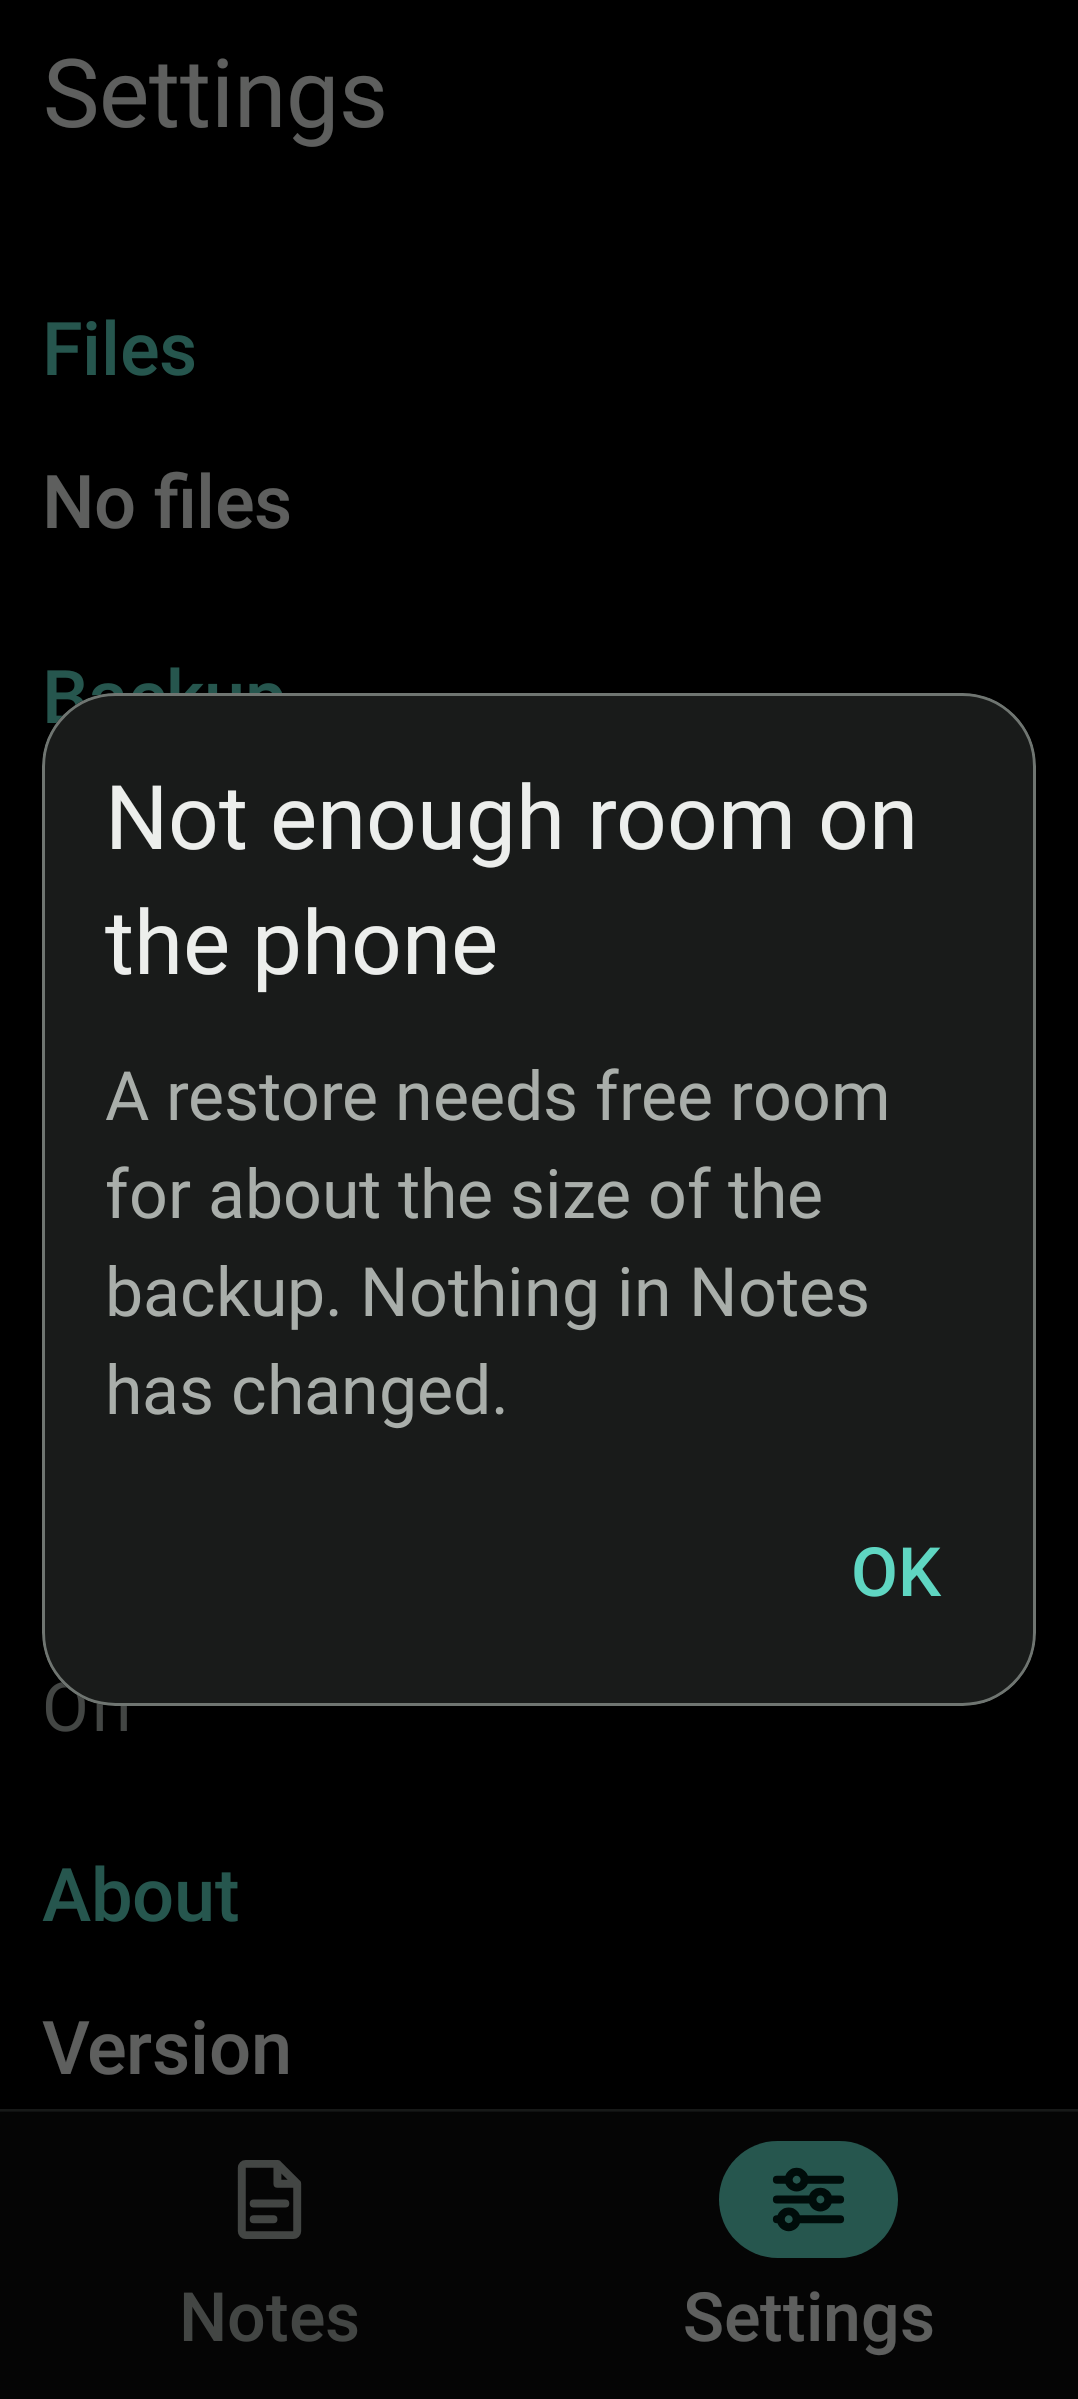 Settings
Files
No files
Backup
Not enough room on
the phone
A restore needs free room
for about the size of the
backup. Nothing in Notes
has changed.
OK
About
Version
Notes
Settings